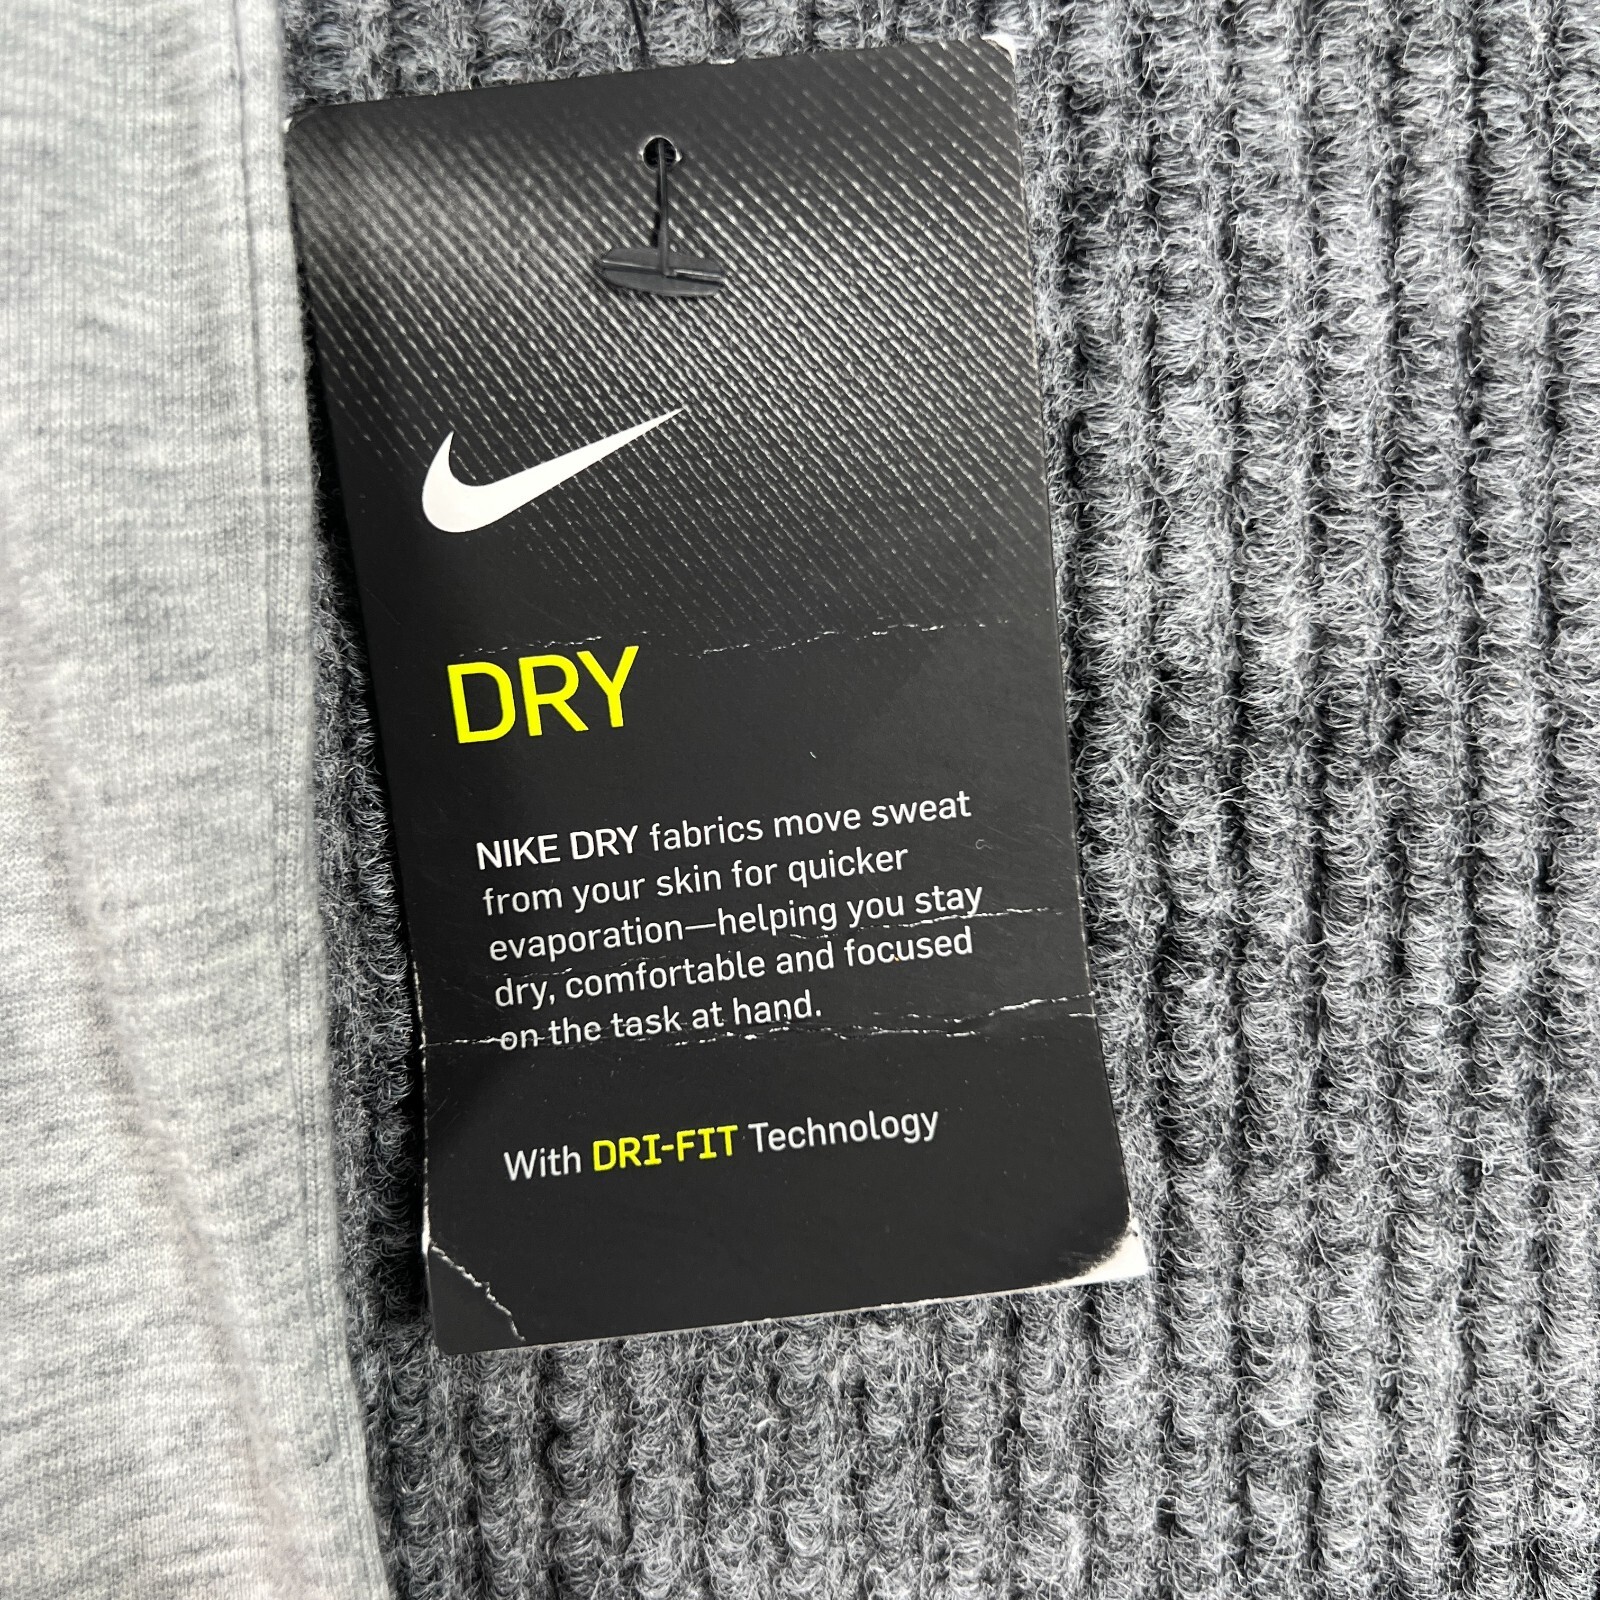 DRY
NIKE DRY fabrics move sweat
from your skin for quicker
evaporation—helping you stay
dry, comfortable and focused
on the task at hand.
With DRI-FIT Technology